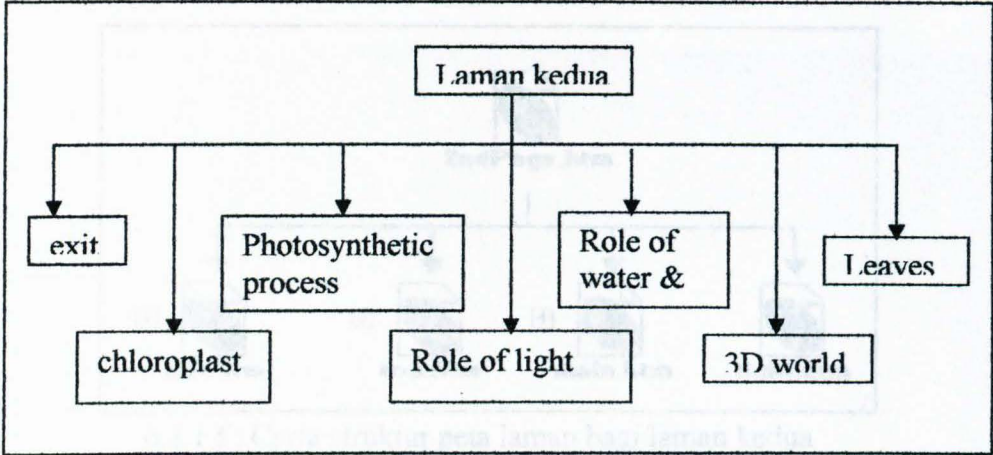 Laman kedua
exit
Photosynthetic
process
Role of
water &
Leaves
chloroplast
Role of light
3D world